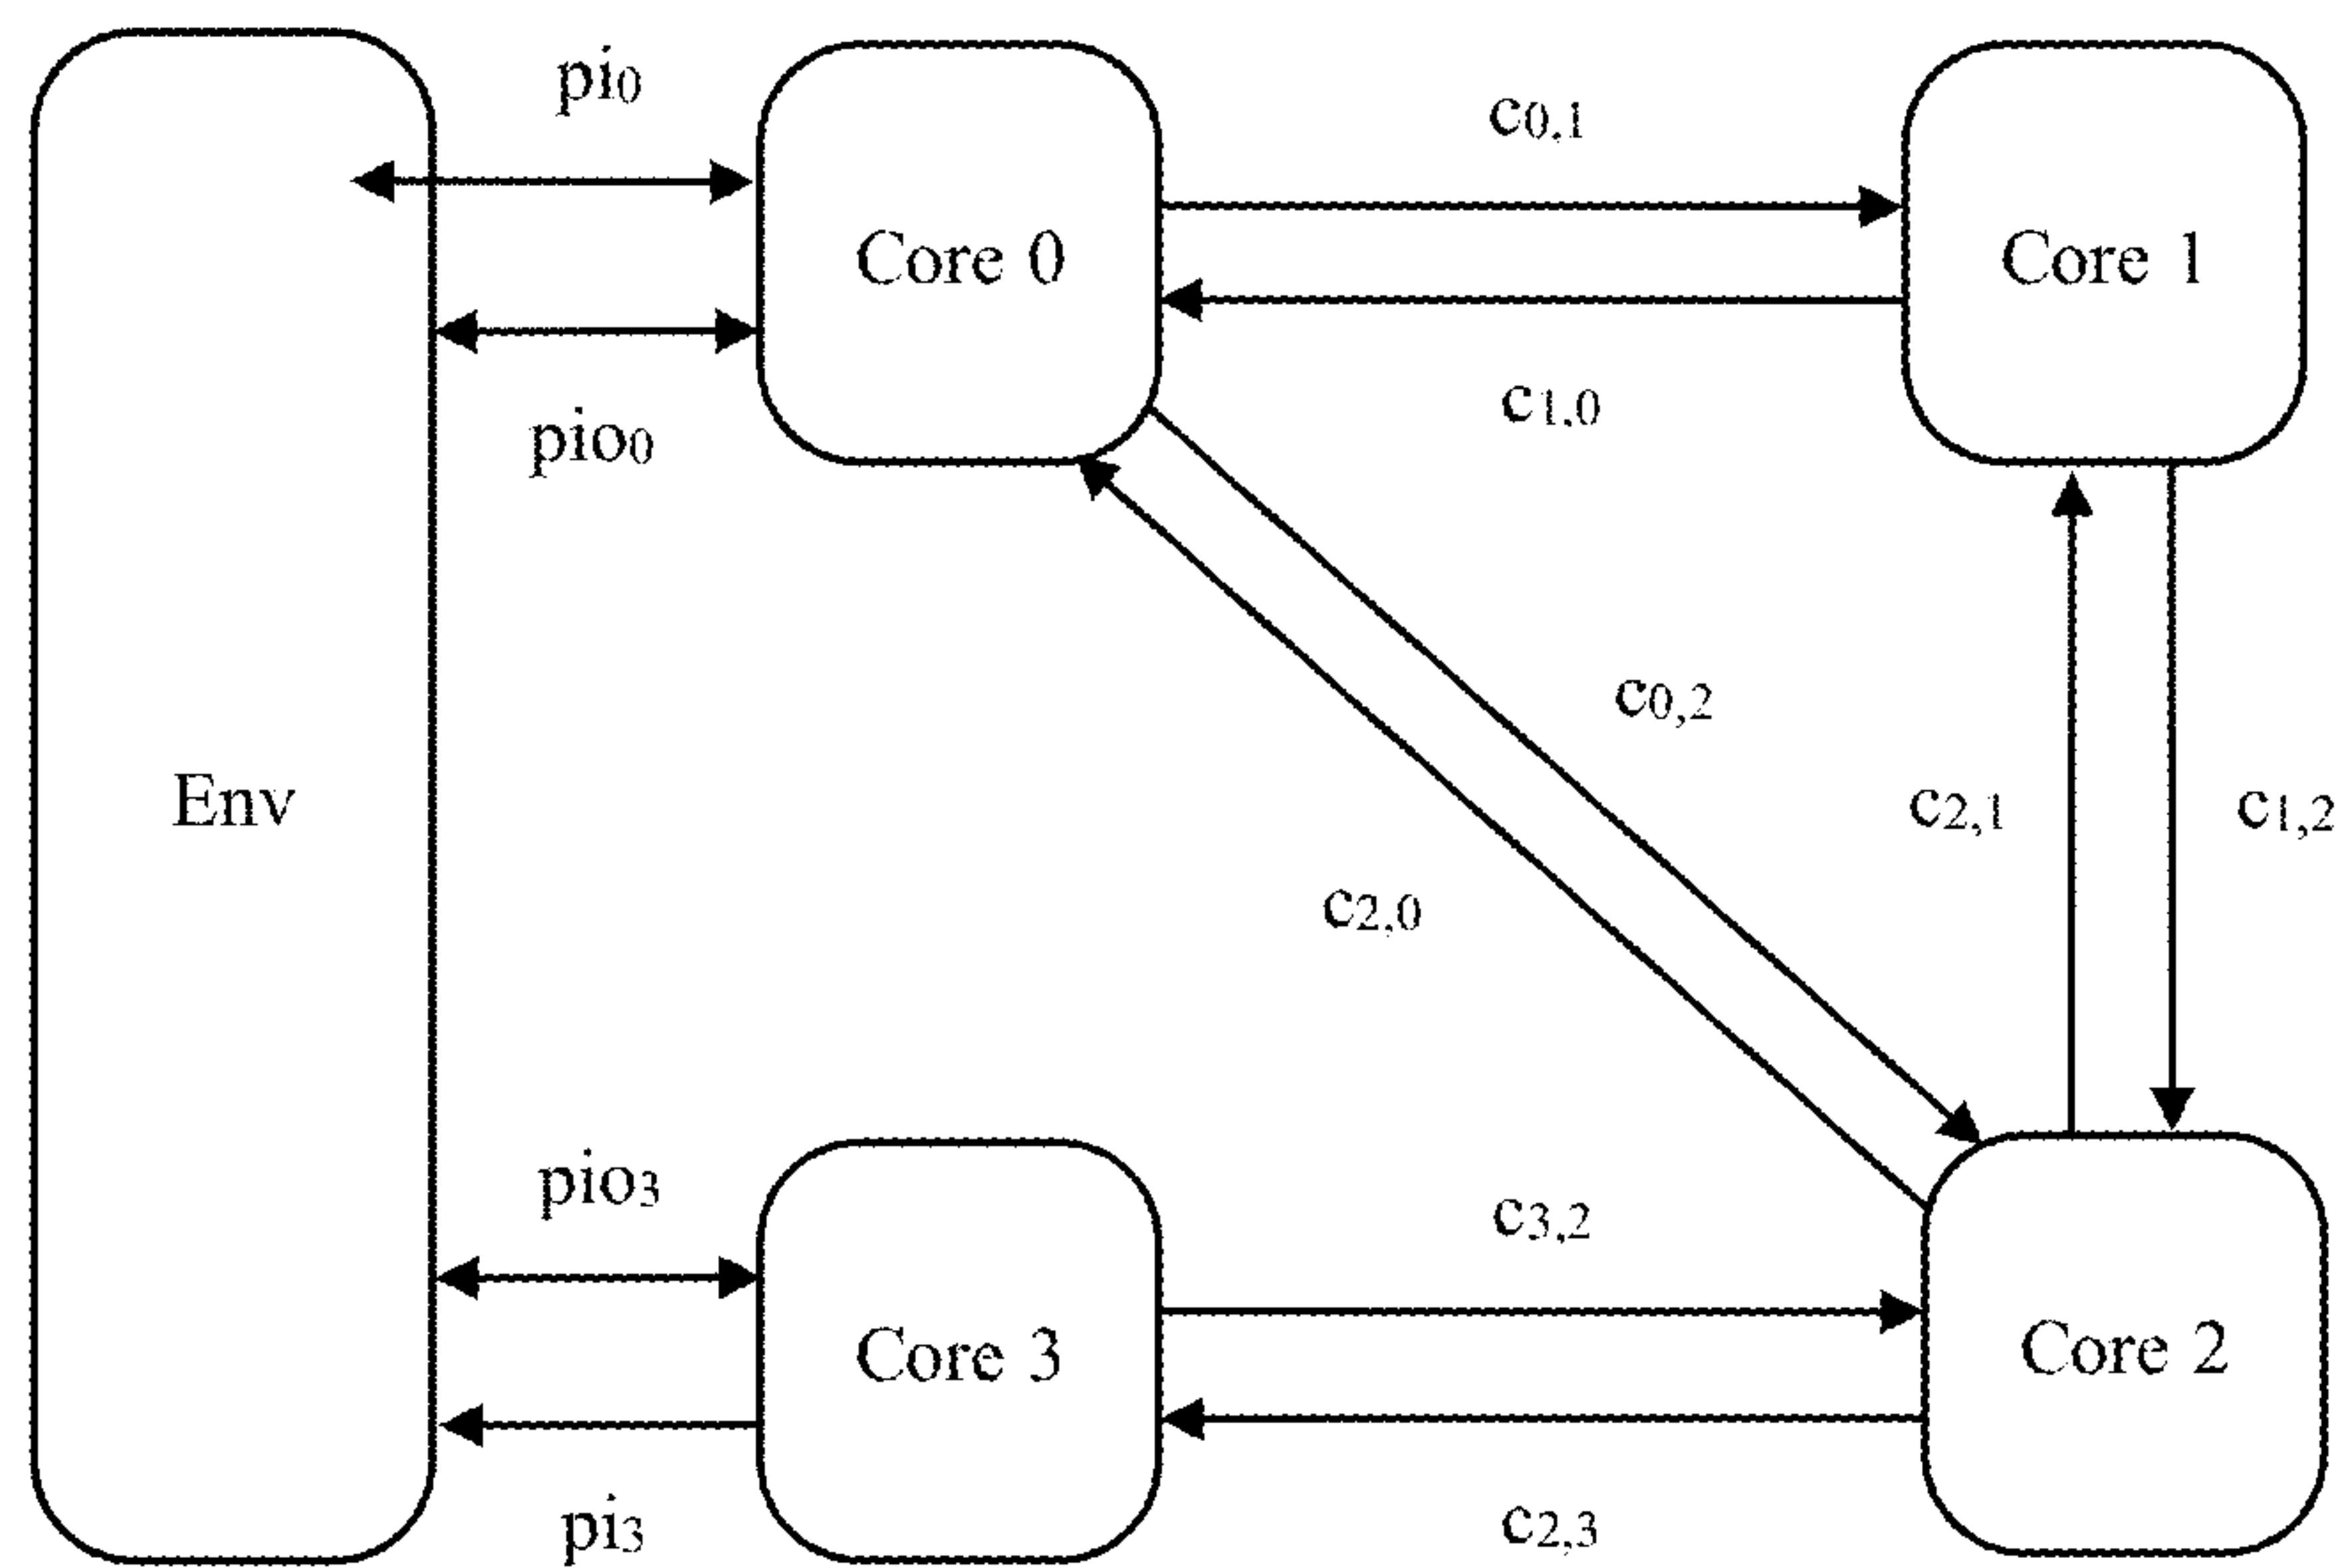 pi0
c0,1
Core 0
Core 1
c1,0
pio0
c0,2
Env
c2,1
c1,2
c2,0
pio3
c3,2
Core 3
Core 2
pi3
c2,3